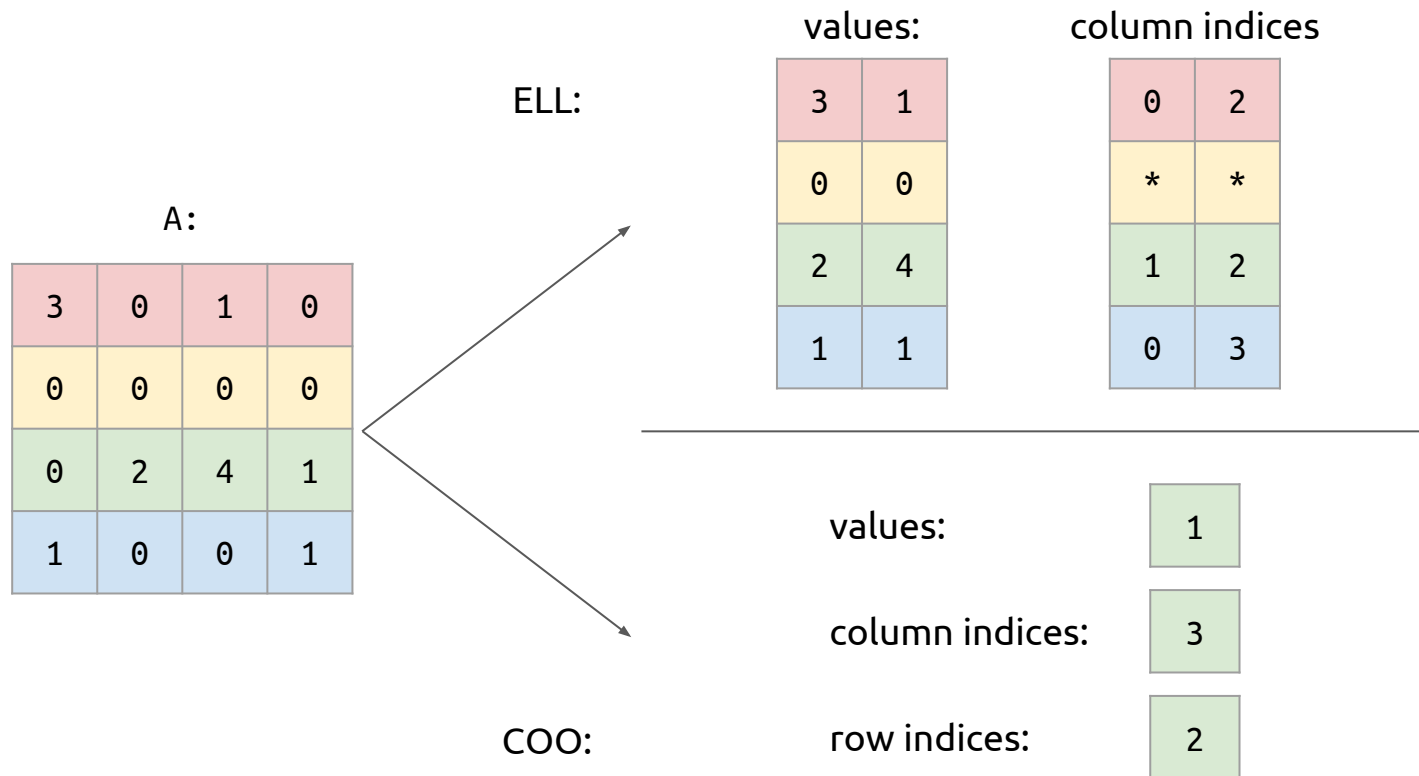 values: column indices
ELL:
3 1 0 2
0 0 * *
2 4 1 2
1 1 0 3
A:
3 0 1 0
0 0 0 0
0 2 4 1
1 0 0 1
values: 1
column indices: 3
COO: row indices: 2